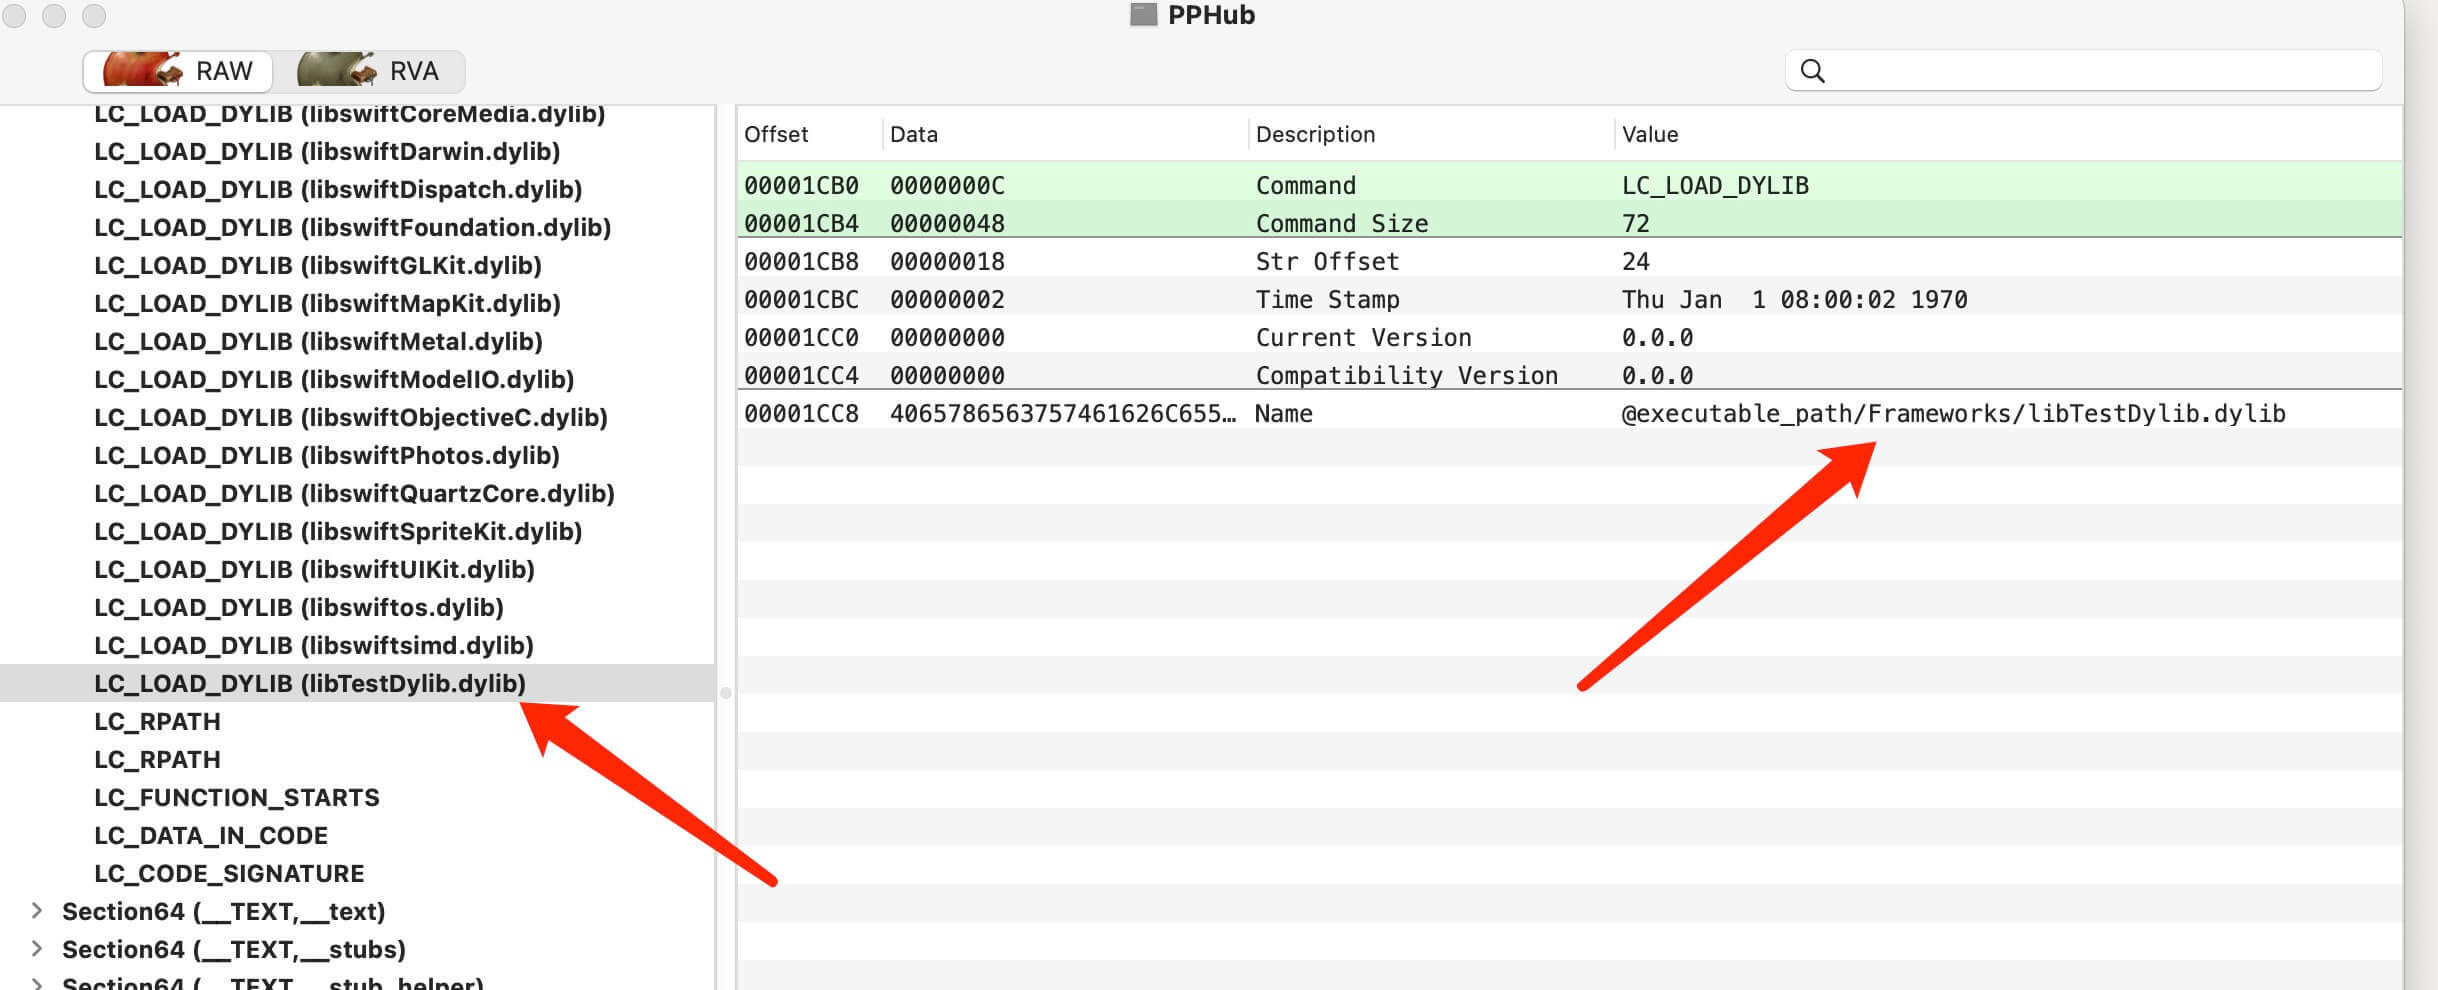 PPHub
RAW
RVA
LC_LOAD_DYLIB (libswiftCoreMedia.dylib)
LC_LOAD_DYLIB (libswiftDarwin.dylib)
LC_LOAD_DYLIB (libswiftDispatch.dylib)
LC_LOAD_DYLIB (libswiftFoundation.dylib)
LC_LOAD_DYLIB (libswiftGLKit.dylib)
LC_LOAD_DYLIB (libswiftMapKit.dylib)
LC_LOAD_DYLIB (libswiftMetal.dylib)
LC_LOAD_DYLIB (libswiftModelIO.dylib)
LC_LOAD_DYLIB (libswiftObjectiveC.dylib)
LC_LOAD_DYLIB (libswiftPhotos.dylib)
LC_LOAD_DYLIB (libswiftQuartzCore.dylib)
LC_LOAD_DYLIB (libswiftSpriteKit.dylib)
LC_LOAD_DYLIB (libswiftUIKit.dylib)
LC_LOAD_DYLIB (libswiftos.dylib)
LC_LOAD_DYLIB (libswiftsimd.dylib)
LC_LOAD_DYLIB (libTestDylib.dylib)
LC_RPATH
LC_RPATH
LC_FUNCTION_STARTS
LC_DATA_IN_CODE
LC_CODE_SIGNATURE
Section64 (__TEXT,__text)
Section64 (__TEXT,__stubs)
Section64 (__TEXT,__stub_helper)
Offset Data Description Value
00001CB0 0000000C Command LC_LOAD_DYLIB
00001CB4 00000048 Command Size 72
00001CB8 00000018 Str Offset 24
00001CBC 00000002 Time Stamp Thu Jan  1 08:00:02 1970
00001CC0 00000000 Current Version 0.0.0
00001CC4 00000000 Compatibility Version 0.0.0
00001CC8 4065786563757461626C655… Name @executable_path/Frameworks/libTestDylib.dylib